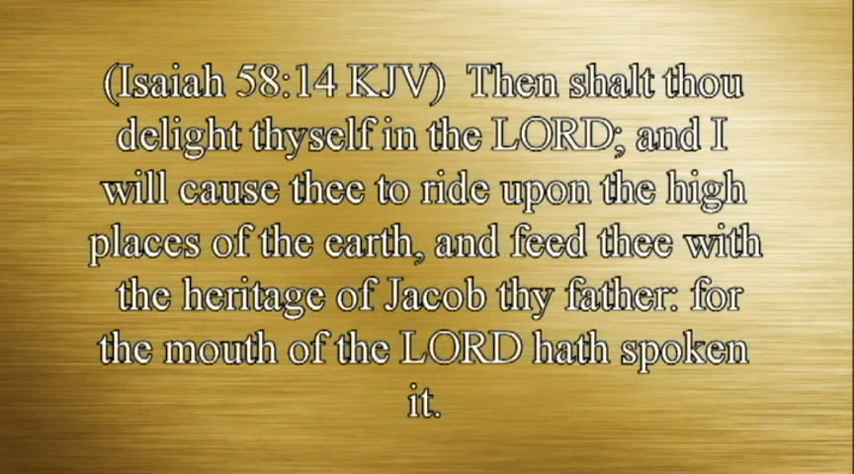 (Isaiah 58:14 KJV)  Then shalt thou
delight thyself in the LORD; and I
will cause thee to ride upon the high
places of the earth, and feed thee with
the heritage of Jacob thy father: for
the mouth of the LORD hath spoken
it.